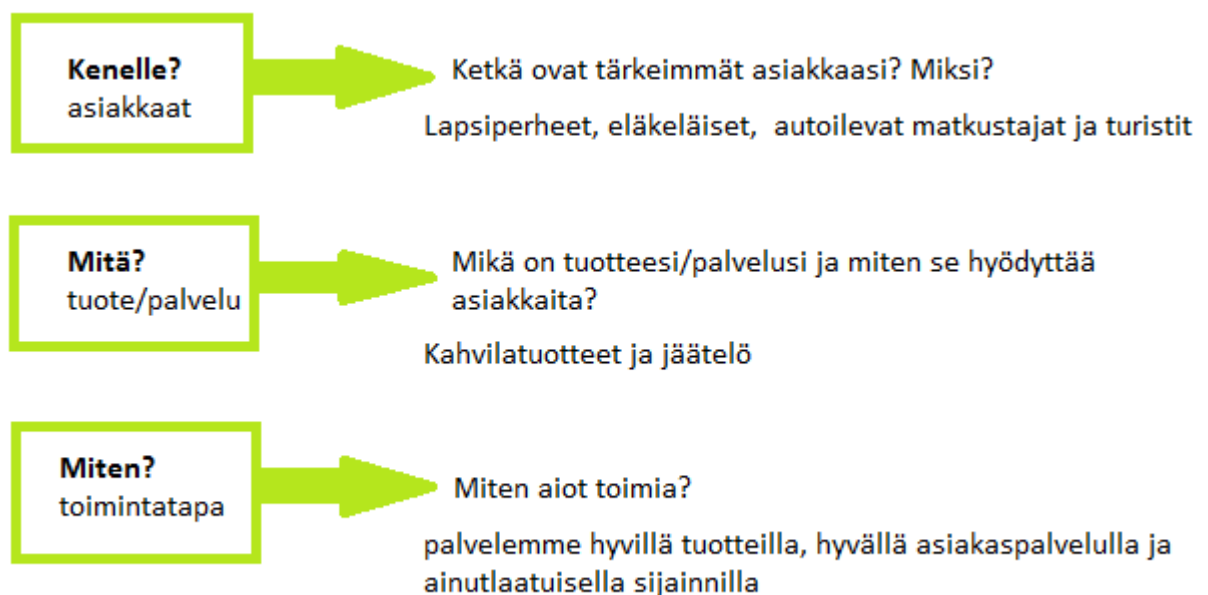 Kenelle?
asiakkaat
Ketkä ovat tärkeimmät asiakkaasi? Miksi?
Lapsiperheet, eläkeläiset,  autoilevat matkustajat ja turistit
Mitä?
tuote/palvelu
Mikä on tuotteesi/palvelusi ja miten se hyödyttää
asiakkaita?
Kahvilatuotteet ja jäätelö
Miten?
toimintatapa
Miten aiot toimia?
palvelemme hyvillä tuotteilla, hyvällä asiakaspalvelulla ja
ainutlaatuisella sijainnilla